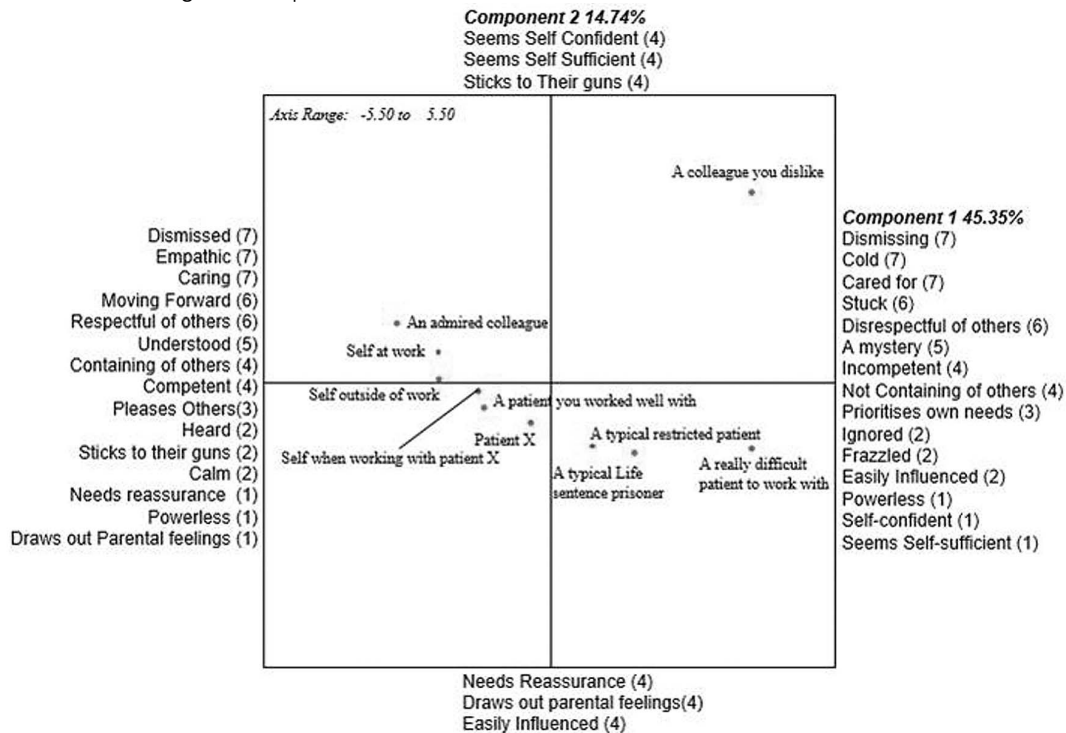 Component 2 14.74%
Seems Self Confident (4)
Seems Self Sufficient (4)
Sticks to Their guns (4)
Axis Range: -5.50 to 5.50
A colleague you dislike
Dismissed (7)
Empathic (7)
Caring (7)
Moving Forward (6)
Respectful of others (6)
Understood (5)
Containing of others (4)
Competent (4)
Pleases Others(3)
Heard (2)
Sticks to their guns (2)
Calm (2)
Needs reassurance (1)
Powerless (1)
Draws out Parental feelings (1)
An admired colleague
Self at work
Self outside of work
A patient you worked well with
Patient X
Self when working with patient X
A typical restricted patient
A typical Life
sentence prisoner
A really difficult
patient to work with
Component 1 45.35%
Dismissing (7)
Cold (7)
Cared for (7)
Stuck (6)
Disrespectful of others (6)
A mystery (5)
Incompetent (4)
Not Containing of others (4)
Prioritises own needs (3)
Ignored (2)
Frazzled (2)
Easily Influenced (2)
Powerless (1)
Self-confident (1)
Seems Self-sufficient (1)
Needs Reassurance (4)
Draws out parental feelings(4)
Easily Influenced (4)